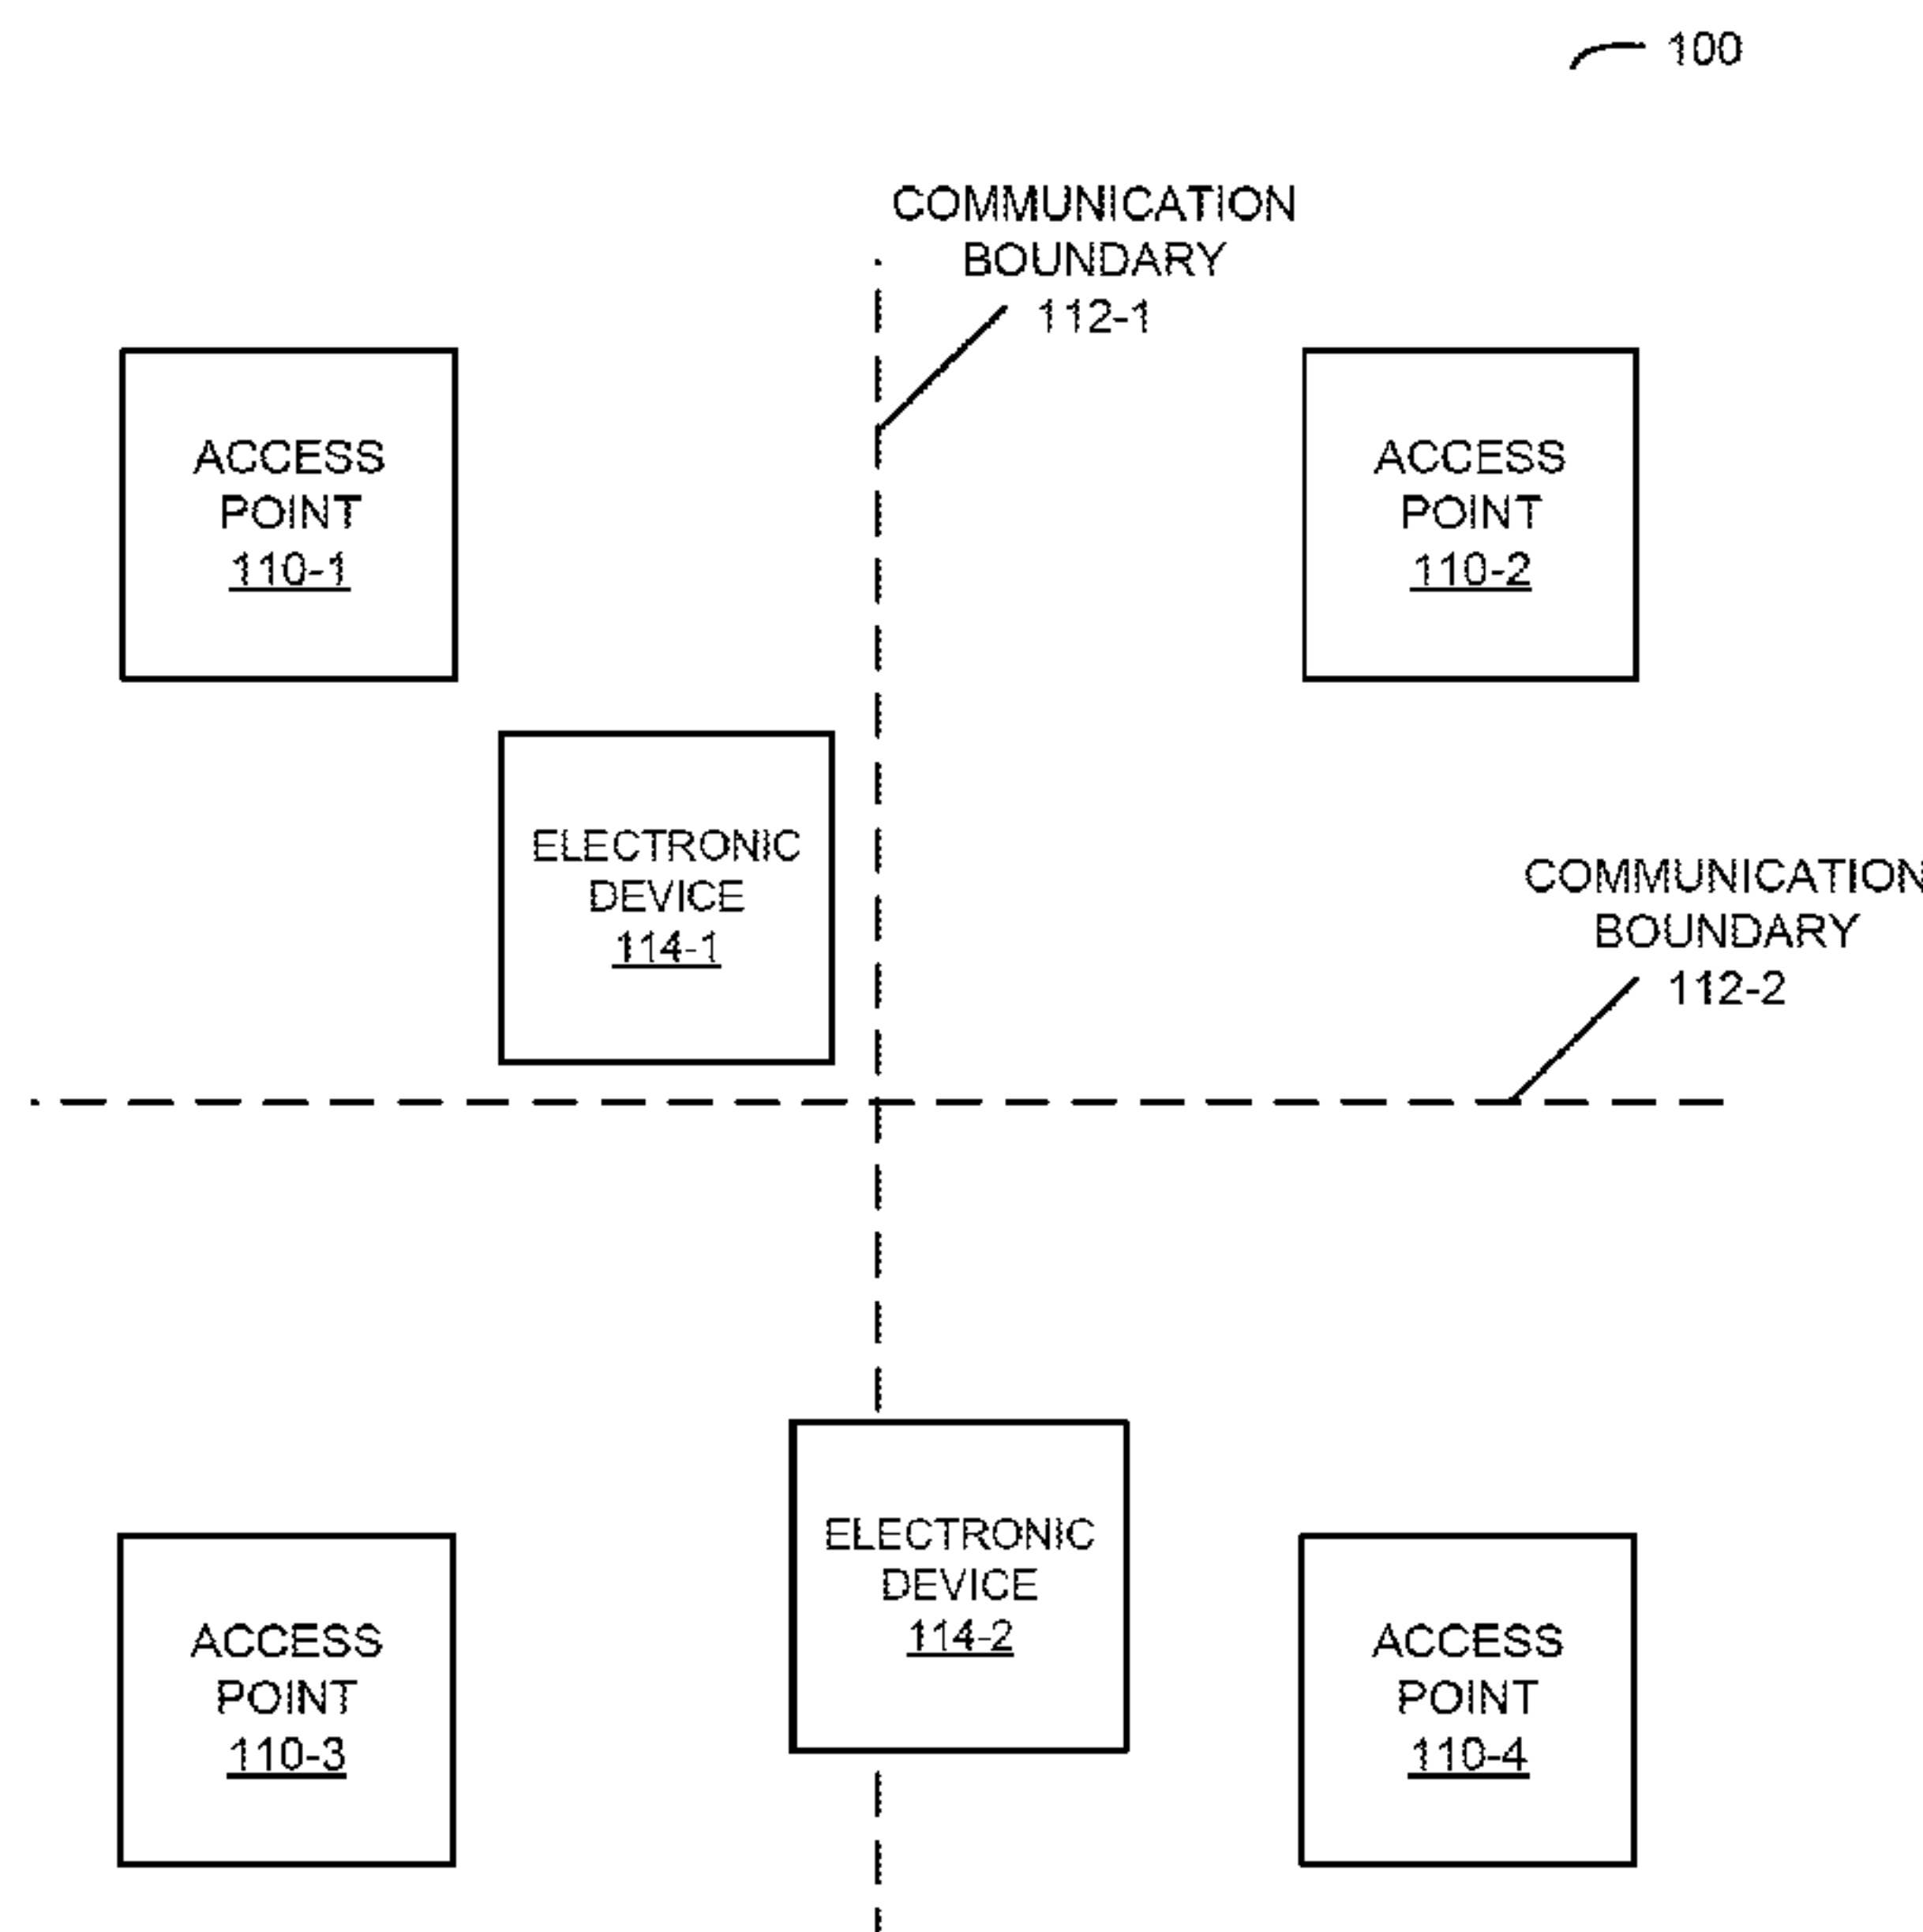 100
COMMUNICATION
BOUNDARY
112-1
ACCESS
POINT
110-1
ACCESS
POINT
110-2
ELECTRONIC
DEVICE
114-1
COMMUNICATION
BOUNDARY
112-2
ELECTRONIC
DEVICE
114-2
ACCESS
POINT
110-3
ACCESS
POINT
110-4